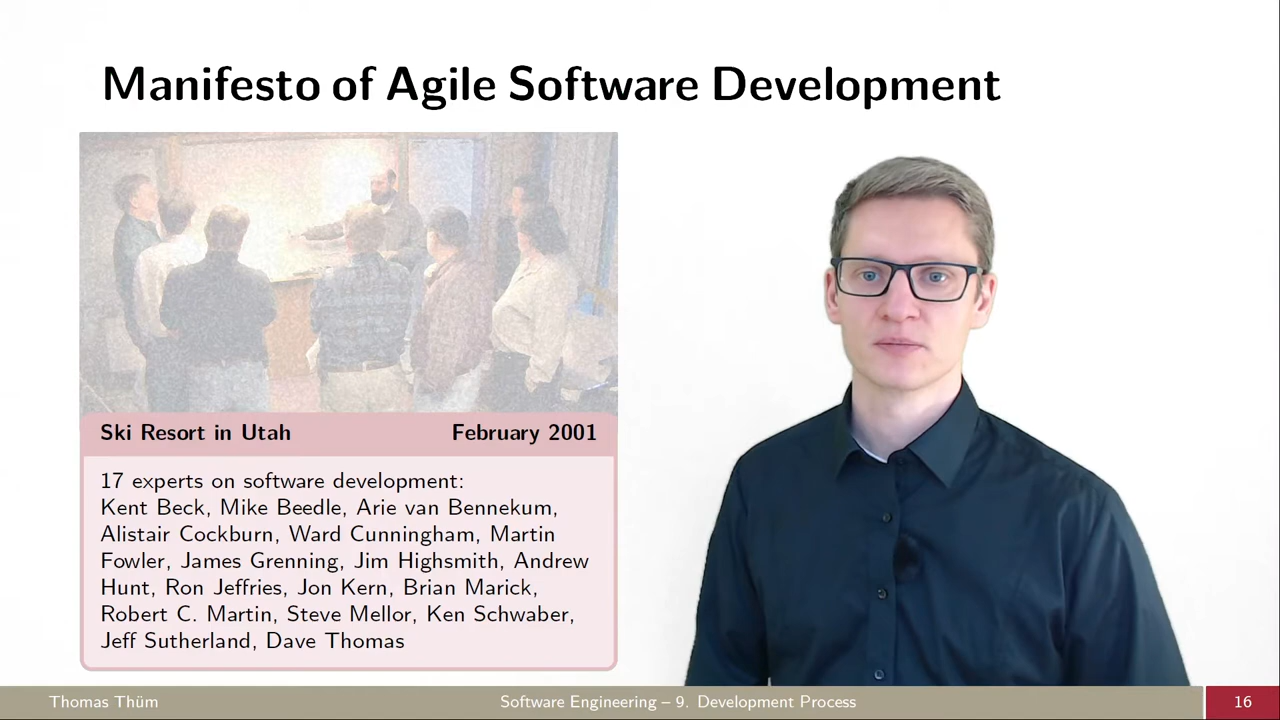 Manifesto of Agile Software Development
Ski Resort in Utah February 2001
17 experts on software development:
Kent Beck, Mike Beedle, Arie van Bennekum,
Alistair Cockburn, Ward Cunningham, Martin
Fowler, James Grenning, Jim Highsmith, Andrew
Hunt, Ron Jeffries, Jon Kern, Brian Marick,
Robert C. Martin, Steve Mellor, Ken Schwaber,
Jeff Sutherland, Dave Thomas
Thomas Thüm Software Engineering – 9. Development Process 16